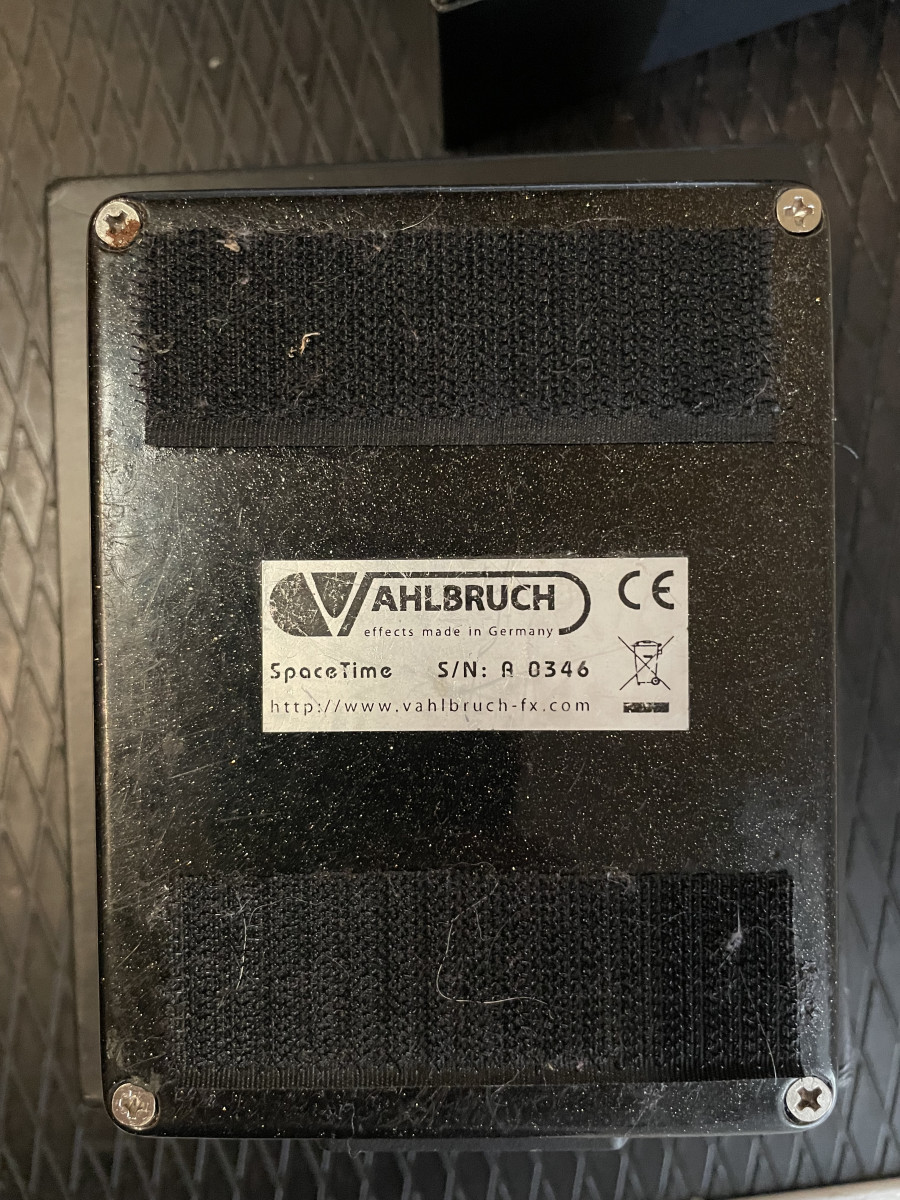 VAHLBRUCH
effects made in Germany
CE
SpaceTime S/N: A 0346
http://www.vahlbruch-fx.com